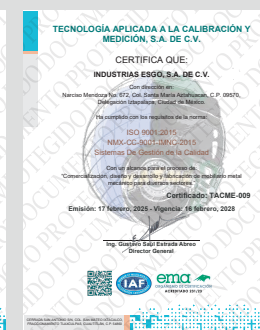 TECNOLOGÍA APLICADA A LA CALIBRACIÓN Y
MEDICIÓN, S.A. DE C.V.
CERTIFICA QUE:
INDUSTRIAS ESGO, S.A. DE C.V.
Con dirección en:
Narciso Mendoza No. 572, Col. Santa María Aztahuacan, C.P. 09570,
Delegación Iztapalapa, Ciudad de México.
Ha cumplido con los requisitos de la norma:
ISO 9001:2015
NMX-CC-9001-IMNC-2015
Sistemas De Gestión de la Calidad
Con un alcance para el proceso de
"Comercialización, diseño y desarrollo y fabricación de mobiliario metal
mecánico para diversos sectores.
Certificado: TACME-009
Emisión: 17 febrero, 2025 - Vigencia: 16 febrero, 2028
Ing. Gustavo Saúl Estrada Abreo
Director General
IAF
ema